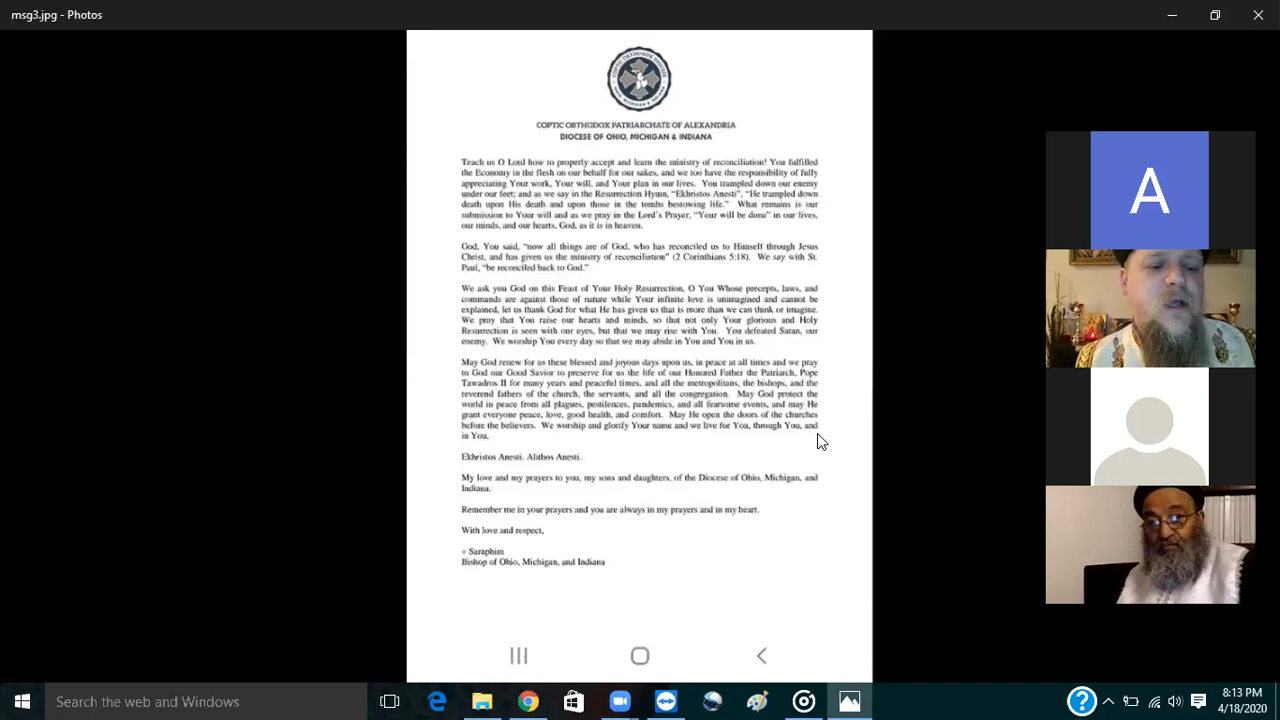 msg3.jpg - Photos
COPTIC ORTHODOX DIOCESE
OHIO, MICHIGAN & INDIANA
COPTIC ORTHODOX PATRIARCHATE OF ALEXANDRIA
DIOCESE OF OHIO, MICHIGAN & INDIANA
Teach us O Lord how to properly accept and learn the ministry of reconciliation! You fulfilled
the Economy in the flesh on our behalf for our sakes, and we too have the responsibility of fully
appreciating Your work, Your will, and Your plan in our lives. You trampled down our enemy
under our feet; and as we say in the Resurrection Hymn, "Ekhristos Anesti", "He trampled down
death upon His death and upon those in the tombs bestowing life." What remains is our
submission to Your will and as we pray in the Lord's Prayer, "Your will be done" in our lives,
our minds, and our hearts, God, as it is in heaven.
God, You said, "now all things are of God, who has reconciled us to Himself through Jesus
Christ, and has given us the ministry of reconciliation" (2 Corinthians 5:18). We say with St.
Paul, "be reconciled back to God."
We ask you God on this Feast of Your Holy Resurrection, O You Whose precepts, laws, and
commands are against those of nature while Your infinite love is unimagined and cannot be
explained, let us thank God for what He has given us that is more than we can think or imagine.
We pray that You raise our hearts and minds, so that not only Your glorious and Holy
Resurrection is seen with our eyes, but that we may rise with You. You defeated Satan, our
enemy. We worship You every day so that we may abide in You and You in us.
May God renew for us these blessed and joyous days upon us, in peace at all times and we pray
to God our Good Savior to preserve for us the life of our Honored Father the Patriarch, Pope
Tawadros II for many years and peaceful times, and all the metropolitans, the bishops, and the
reverend fathers of the church, the servants, and all the congregation. May God protect the
world in peace from all plagues, pestilences, pandemics, and all fearsome events, and may He
grant everyone peace, love, good health, and comfort. May He open the doors of the churches
before the believers. We worship and glorify Your name and we live for You, through You, and
in You.
Ekhristos Anesti. Alithos Anesti.
My love and my prayers to you, my sons and daughters, of the Diocese of Ohio, Michigan, and
Indiana.
Remember me in your prayers and you are always in my prayers and in my heart.
With love and respect,
+ Saraphim
Bishop of Ohio, Michigan, and Indiana
A
Search the web and Windows
8:13 PM
4/18/2020